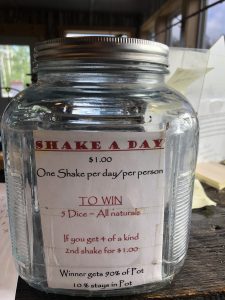 SHAKE A DAY
$1.00
One Shake per day/per person
TO WIN
5 Dice – All naturals
If you get 4 of a kind
2nd shake for $1.00
Winner gets 90% of Pot
10% stays in Pot